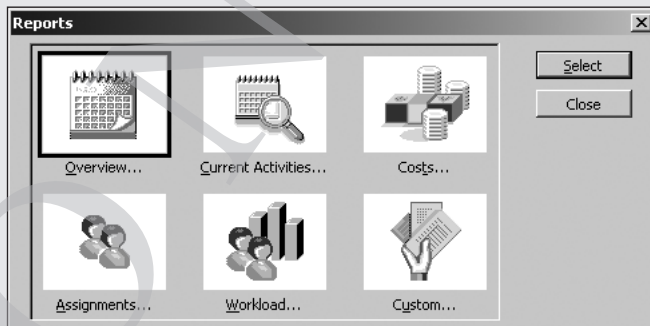 Reports
Select
Close
Overview...
Current Activities...
Costs...
Assignments...
Workload...
Custom...